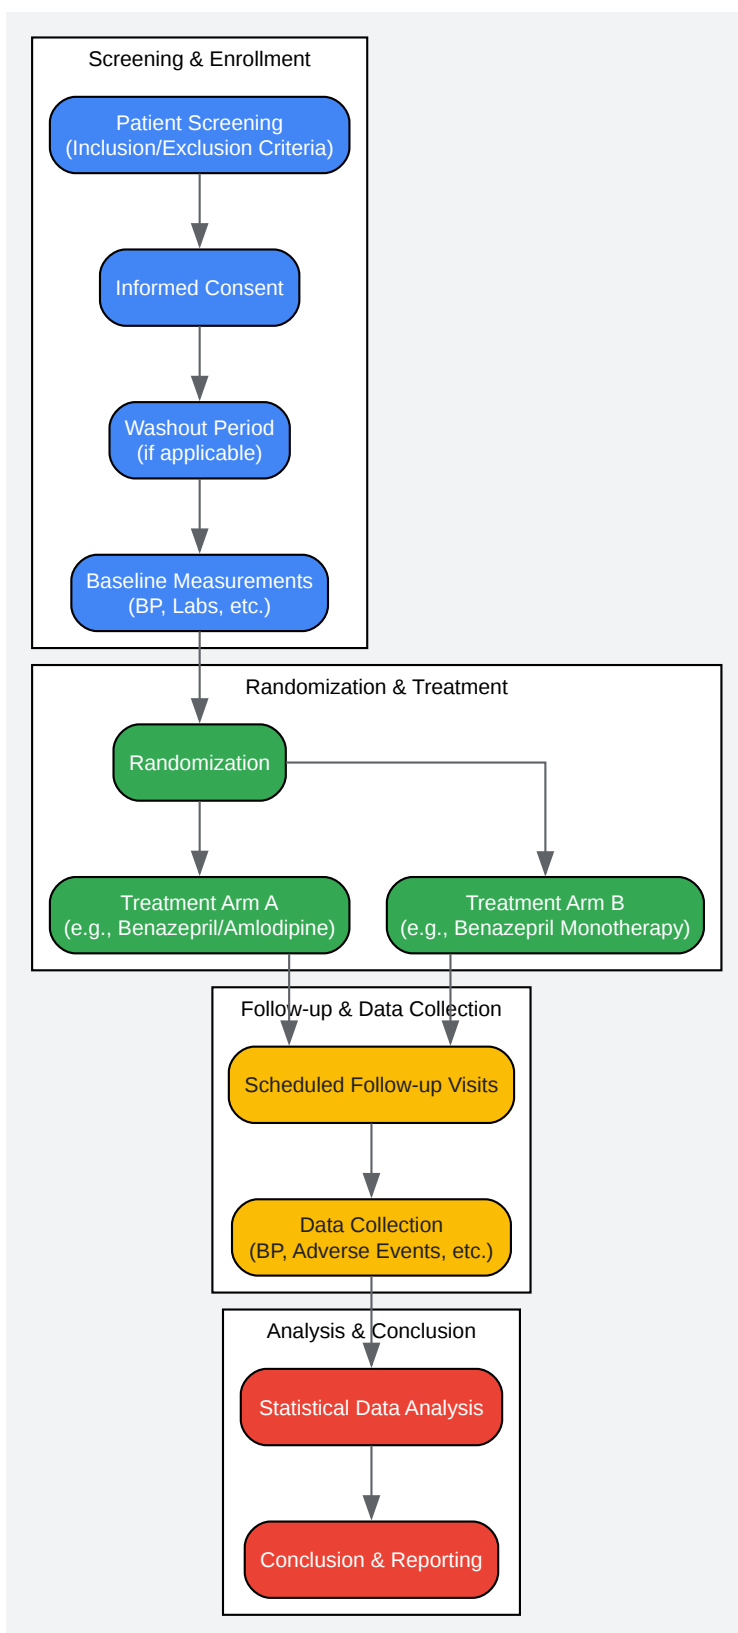 Screening & Enrollment
Patient Screening
(Inclusion/Exclusion Criteria)
Informed Consent
Washout Period
(if applicable)
Baseline Measurements
(BP, Labs, etc.)
Randomization & Treatment
Randomization
Treatment Arm A
(e.g., Benazepril/Amlodipine)
Treatment Arm B
(e.g., Benazepril Monotherapy)
Follow-up & Data Collection
Scheduled Follow-up Visits
Data Collection
(BP, Adverse Events, etc.)
Analysis & Conclusion
Statistical Data Analysis
Conclusion & Reporting